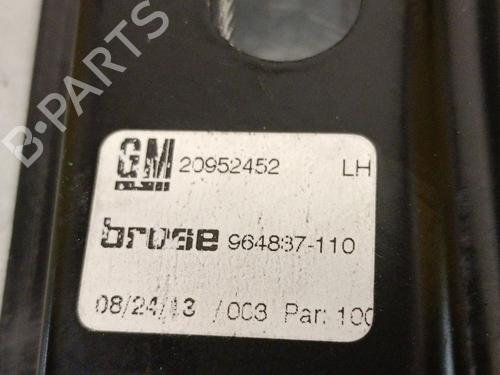 B-PARTS
GM 20952452 LH
brose 964837-110
08/24/13 /003 Par: 100